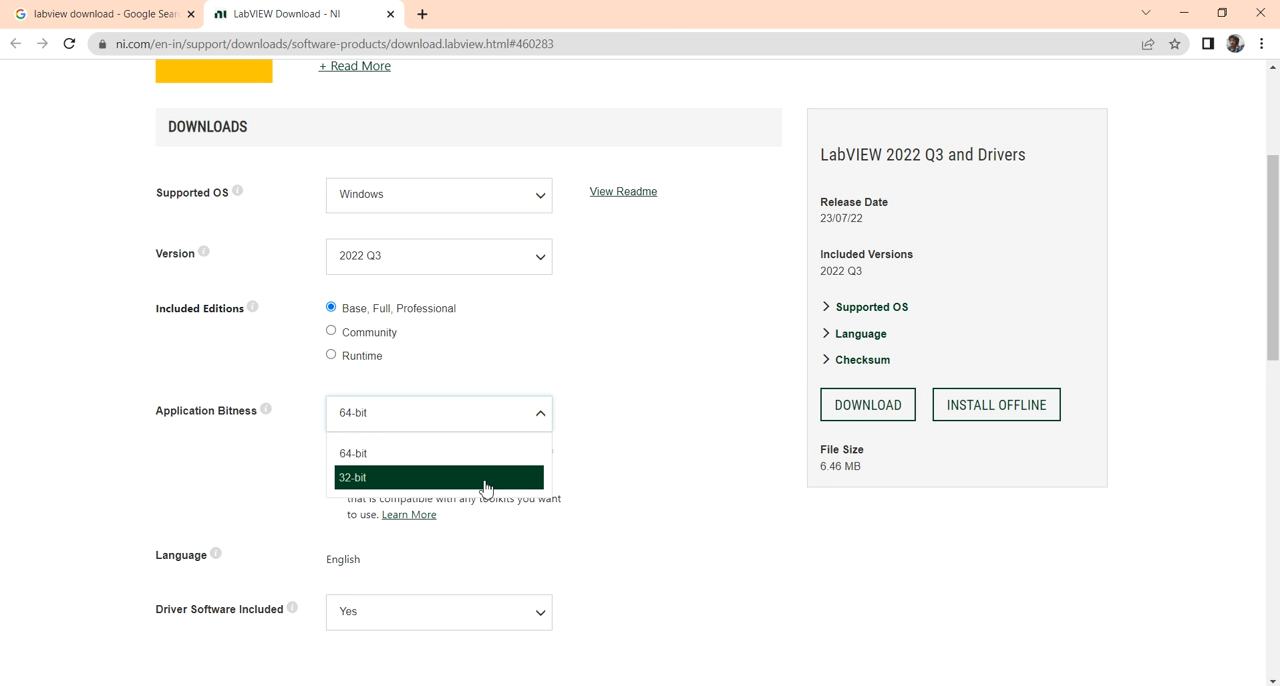 labview download - Google Sear
LabVIEW Download - NI
ni.com/en-in/support/downloads/software-products/download.labview.html#460283
+ Read More
DOWNLOADS
Supported OS
Windows
View Readme
Version
2022 Q3
Included Editions
Base, Full, Professional
Community
Runtime
Application Bitness
64-bit
64-bit
32-bit
that is compatible with any toolkits you want
to use. Learn More
Language
English
Driver Software Included
Yes
LabVIEW 2022 Q3 and Drivers
Release Date
23/07/22
Included Versions
2022 Q3
Supported OS
Language
Checksum
DOWNLOAD
INSTALL OFFLINE
File Size
6.46 MB